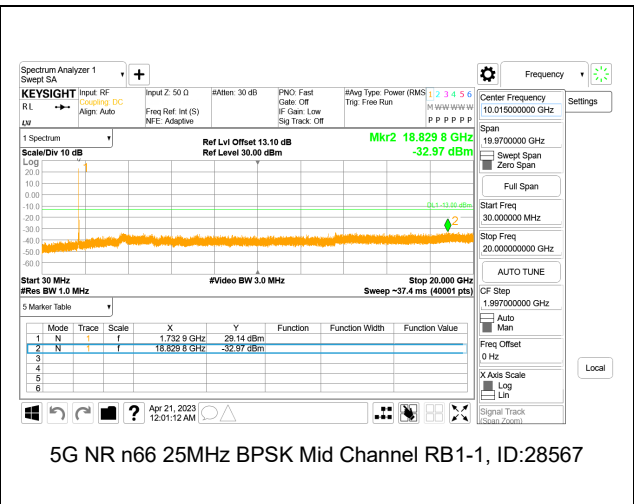 Spectrum Analyzer 1
Swept SA
Frequency
KEYSIGHT
RL
LXI
Input: RF
Coupling: DC
Align: Auto
Input Z: 50 Ω
Freq Ref: Int (S)
NFE: Adaptive
#Atten: 30 dB
PNO: Fast
Gate: Off
IF Gain: Low
Sig Track: Off
#Avg Type: Power (RMS
Trig: Free Run
1 2 3 4 5 6
M W W W W W
P P P P P P
Center Frequency
10.015000000 GHz
Settings
Span
19.9700000 GHz
Swept Span
Zero Span
Full Span
Start Freq
30.000000 MHz
Stop Freq
20.000000000 GHz
AUTO TUNE
CF Step
1.997000000 GHz
Auto
Man
Freq Offset
0 Hz
X Axis Scale
Log
Lin
Signal Track
(Span Zoom)
Local
1 Spectrum
Scale/Div 10 dB
Ref Lvl Offset 13.10 dB
Ref Level 30.00 dBm
Mkr2 18.829 8 GHz
-32.97 dBm
Log
20.0
10.0
0.00
-10.0
-20.0
-30.0
-40.0
-50.0
-60.0
1
DL1 -13.00 dBm
2
Start 30 MHz
#Res BW 1.0 MHz
#Video BW 3.0 MHz
Stop 20.000 GHz
Sweep ~37.4 ms (40001 pts)
5 Marker Table
Mode Trace Scale X Y Function Function Width Function Value
1 N 1 f 1.732 9 GHz 29.14 dBm
2 N 1 f 18.829 8 GHz -32.97 dBm
3
4
5
6
?
Apr 21, 2023
12:01:12 AM
5G NR n66 25MHz BPSK Mid Channel RB1-1, ID:28567